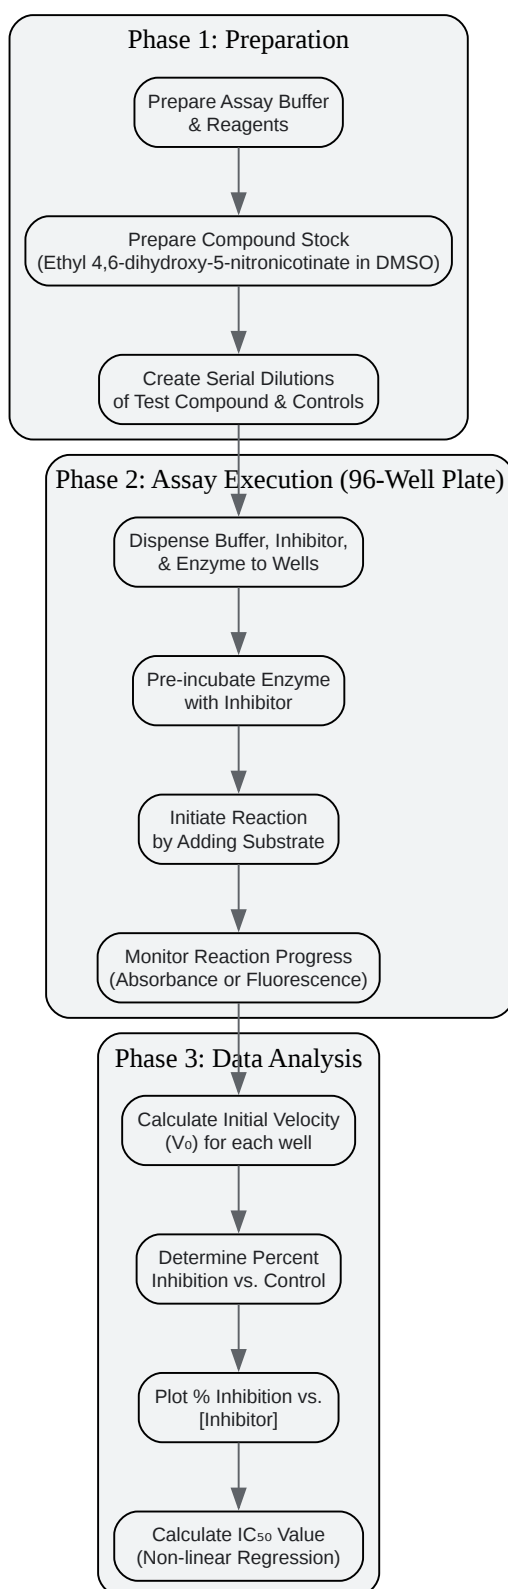 Phase 1: Preparation
Prepare Assay Buffer
& Reagents
Prepare Compound Stock
(Ethyl 4,6-dihydroxy-5-nitronicotinate in DMSO)
Create Serial Dilutions
of Test Compound & Controls
Phase 2: Assay Execution (96-Well Plate)
Dispense Buffer, Inhibitor,
& Enzyme to Wells
Pre-incubate Enzyme
with Inhibitor
Initiate Reaction
by Adding Substrate
Monitor Reaction Progress
(Absorbance or Fluorescence)
Phase 3: Data Analysis
Calculate Initial Velocity
(V₀) for each well
Determine Percent
Inhibition vs. Control
Plot % Inhibition vs.
[Inhibitor]
Calculate IC₅₀ Value
(Non-linear Regression)